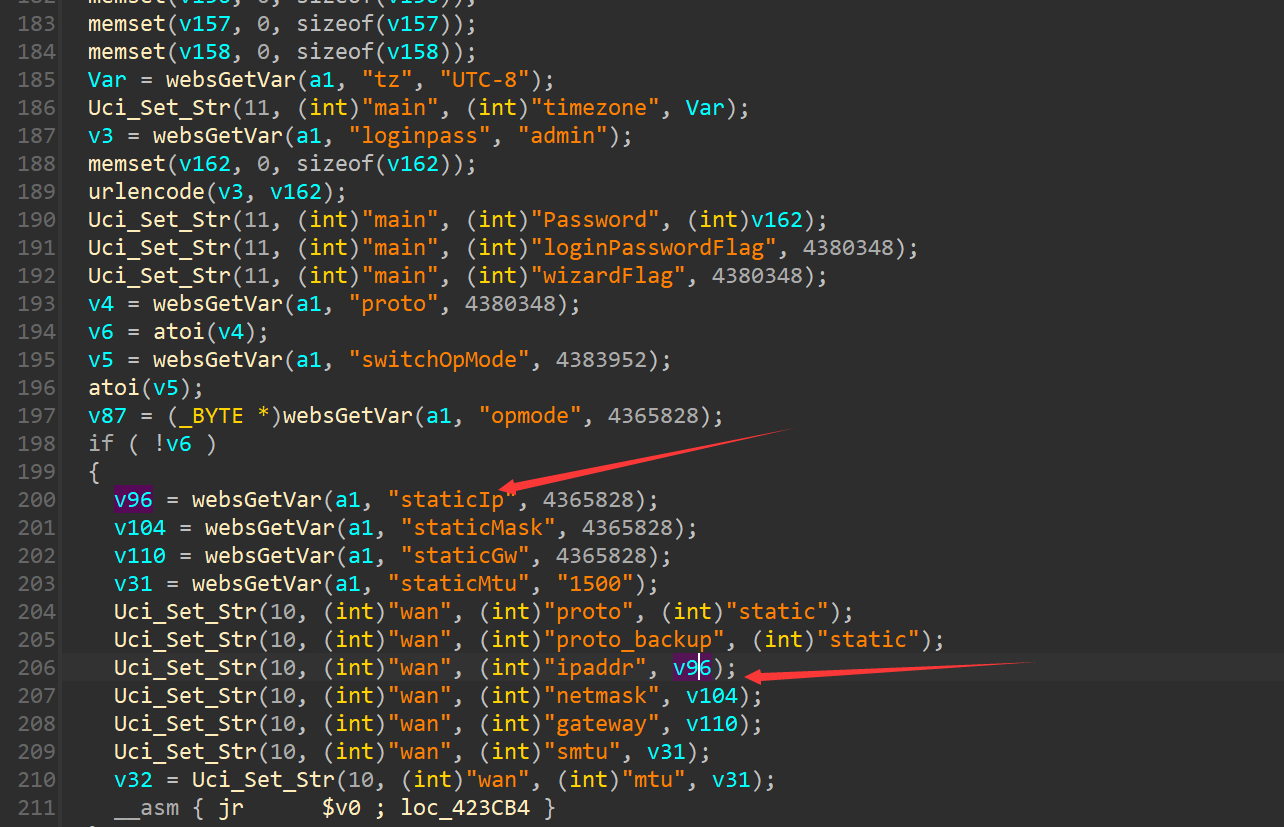 183 memset(v157, 0, sizeof(v157));
184 memset(v158, 0, sizeof(v158));
185 Var = websGetVar(a1, "tz", "UTC-8");
186 Uci_Set_Str(11, (int)"main", (int)"timezone", Var);
187 v3 = websGetVar(a1, "loginpass", "admin");
188 memset(v162, 0, sizeof(v162));
189 urlencode(v3, v162);
190 Uci_Set_Str(11, (int)"main", (int)"Password", (int)v162);
191 Uci_Set_Str(11, (int)"main", (int)"loginPasswordFlag", 4380348);
192 Uci_Set_Str(11, (int)"main", (int)"wizardFlag", 4380348);
193 v4 = websGetVar(a1, "proto", 4380348);
194 v6 = atoi(v4);
195 v5 = websGetVar(a1, "switchOpMode", 4383952);
196 atoi(v5);
197 v87 = (_BYTE *)websGetVar(a1, "opmode", 4365828);
198 if ( !v6 )
199 {
200 v96 = websGetVar(a1, "staticIp", 4365828);
201 v104 = websGetVar(a1, "staticMask", 4365828);
202 v110 = websGetVar(a1, "staticGw", 4365828);
203 v31 = websGetVar(a1, "staticMtu", "1500");
204 Uci_Set_Str(10, (int)"wan", (int)"proto", (int)"static");
205 Uci_Set_Str(10, (int)"wan", (int)"proto_backup", (int)"static");
206 Uci_Set_Str(10, (int)"wan", (int)"ipaddr", v96);
207 Uci_Set_Str(10, (int)"wan", (int)"netmask", v104);
208 Uci_Set_Str(10, (int)"wan", (int)"gateway", v110);
209 Uci_Set_Str(10, (int)"wan", (int)"smtu", v31);
210 v32 = Uci_Set_Str(10, (int)"wan", (int)"mtu", v31);
211 __asm { jr $v0 ; loc_423CB4 }